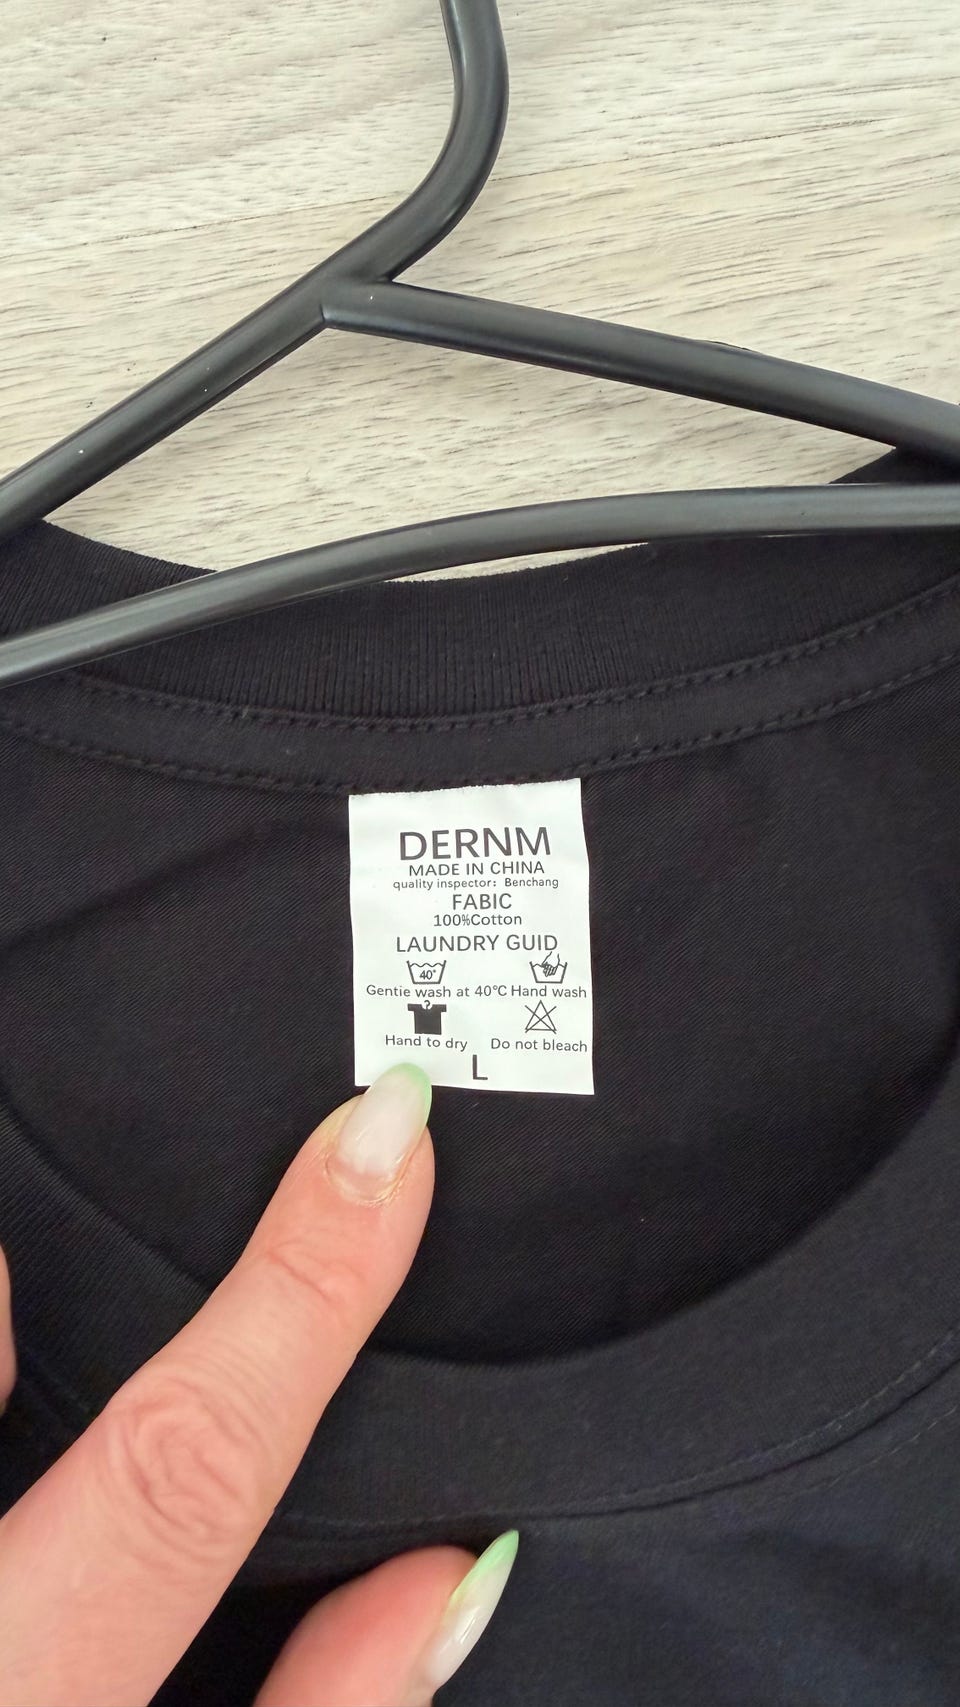 DERNM
MADE IN CHINA
quality inspector: Benchang
FABIC
100%Cotton
LAUNDRY GUID
40°
Gentie wash at 40℃ Hand wash
?
Hand to dry Do not bleach
L